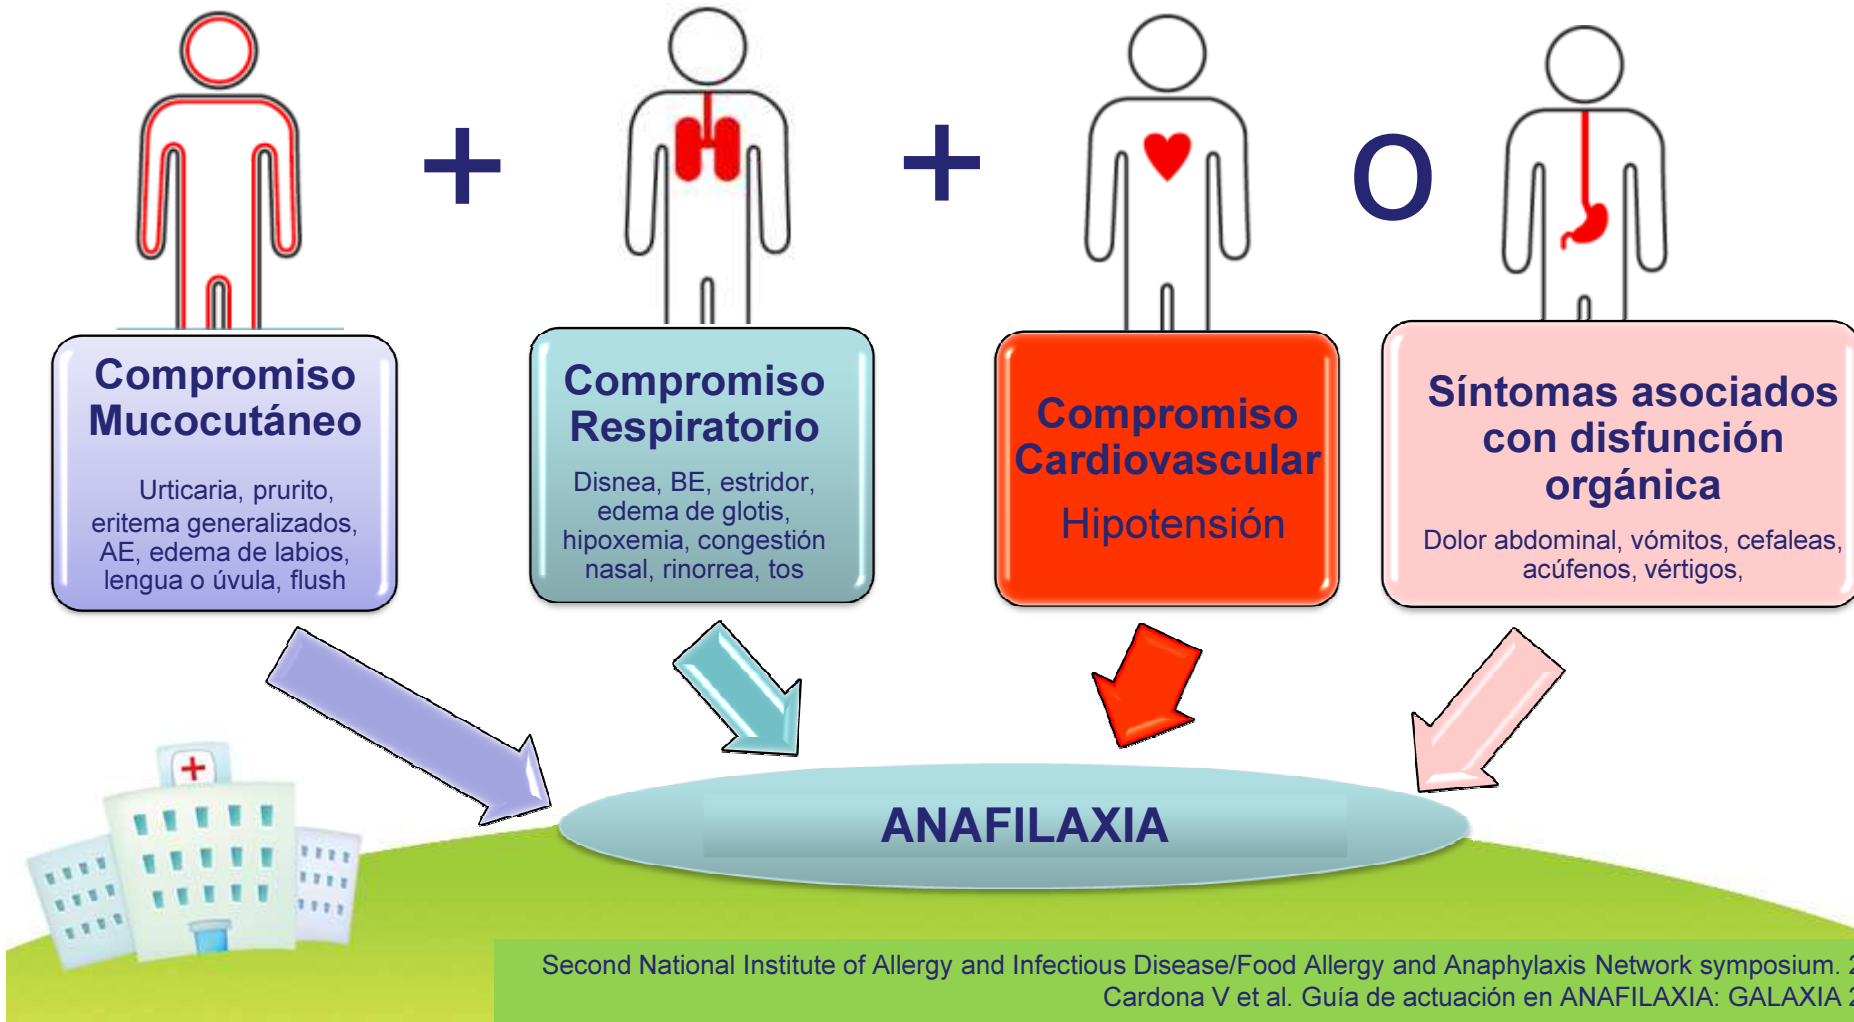 +
+
o
Compromiso
Mucocutáneo
Urticaria, prurito,
eritema generalizados,
AE, edema de labios,
lengua o úvula, flush
Compromiso
Respiratorio
Disnea, BE, estridor,
edema de glotis,
hipoxemia, congestión
nasal, rinorrea, tos
Compromiso
Cardiovascular
Hipotensión
Síntomas asociados
con disfunción
orgánica
Dolor abdominal, vómitos, cefaleas,
acúfenos, vértigos,
ANAFILAXIA
Second National Institute of Allergy and Infectious Disease/Food Allergy and Anaphylaxis Network symposium.
Cardona V et al. Guía de actuación en ANAFILAXIA: GALAXIA